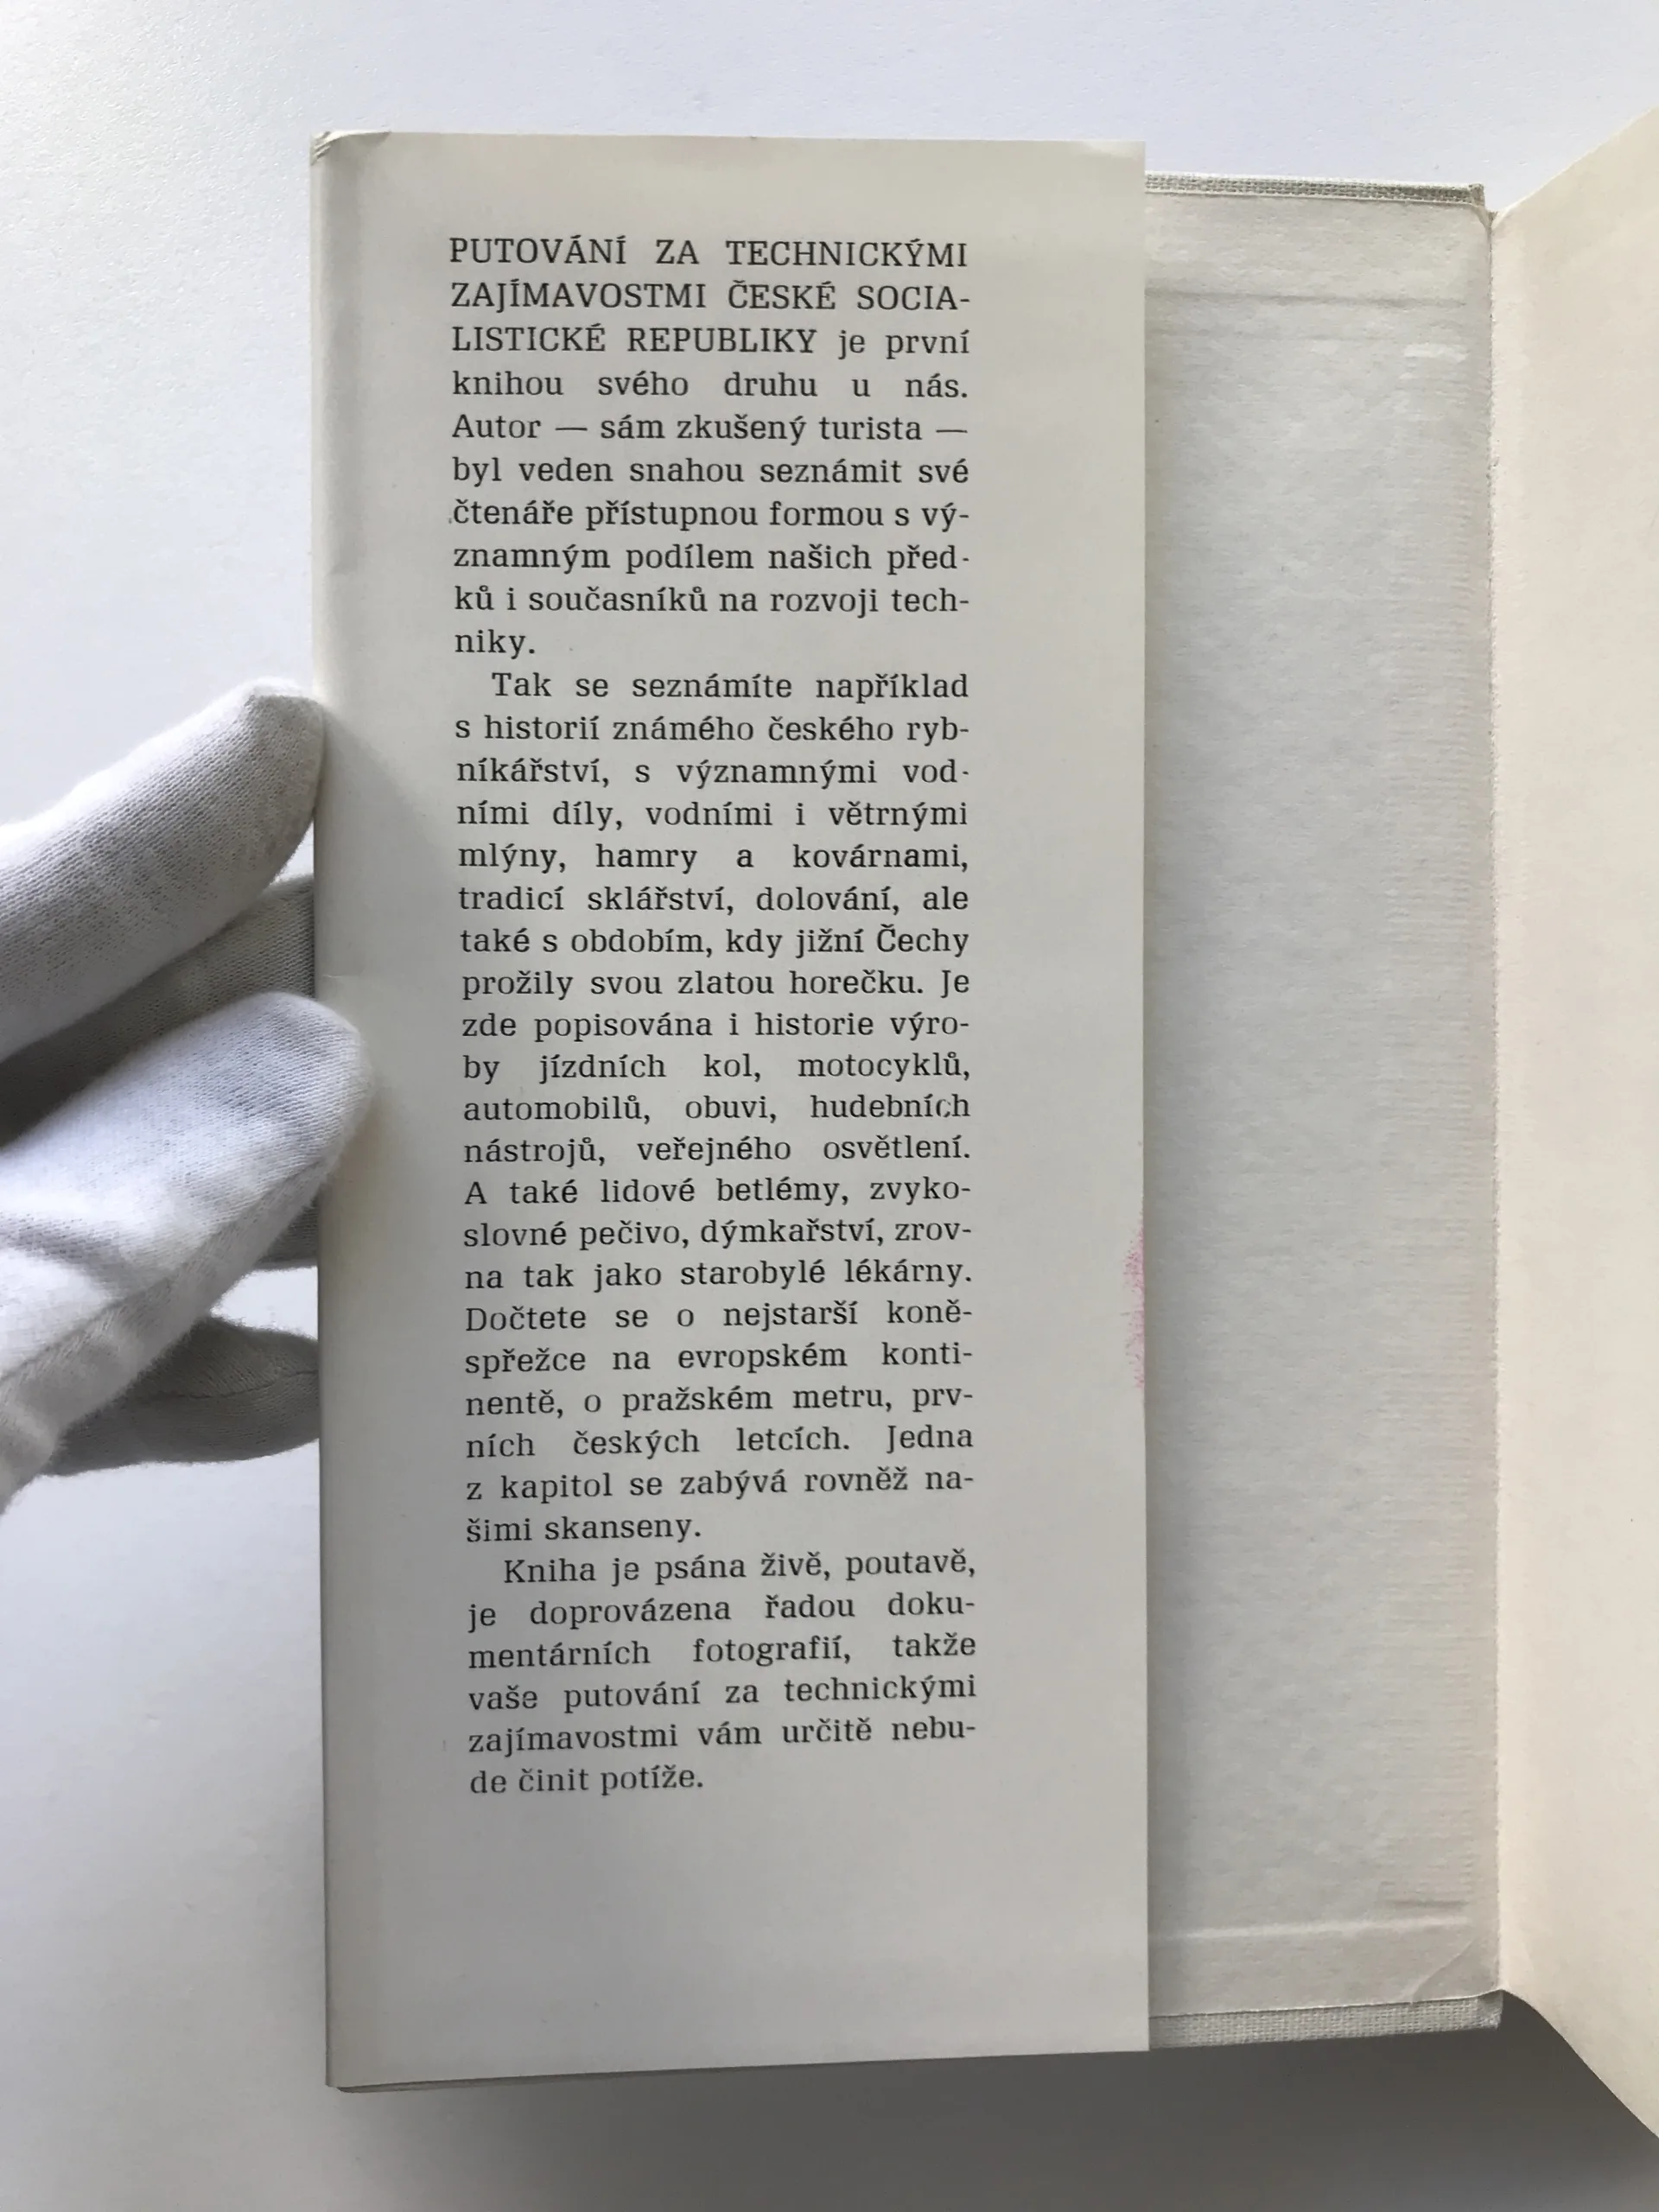 PUTOVÁNÍ ZA TECHNICKÝMI
ZAJÍMAVOSTMI ČESKÉ SOCIA-
LISTICKÉ REPUBLIKY je první
knihou svého druhu u nás.
Autor — sám zkušený turista —
byl veden snahou seznámit své
čtenáře přístupnou formou s vý-
znamným podílem našich před-
ků i současníků na rozvoji tech-
niky.
Tak se seznámíte například
s historií známého českého ryb-
níkářství, s významnými vod-
ními díly, vodními i větrnými
mlýny, hamry a kovárnami,
tradicí sklářství, dolování, ale
také s obdobím, kdy jižní Čechy
prožily svou zlatou horečku. Je
zde popisována i historie výro-
by jízdních kol, motocyklů,
automobilů, obuvi, hudebních
nástrojů, veřejného osvětlení.
A také lidové betlémy, zvyko-
slovné pečivo, dýmkařství, zrov-
na tak jako starobylé lékárny.
Dočtete se o nejstarší koně-
spřežce na evropském konti-
nentě, o pražském metru, prv-
ních českých letcích. Jedna
z kapitol se zabývá rovněž na-
šimi skanseny.
Kniha je psána živě, poutavě,
je doprovázena řadou doku-
mentárních fotografií, takže
vaše putování za technickými
zajímavostmi vám určitě nebu-
de činit potíže.